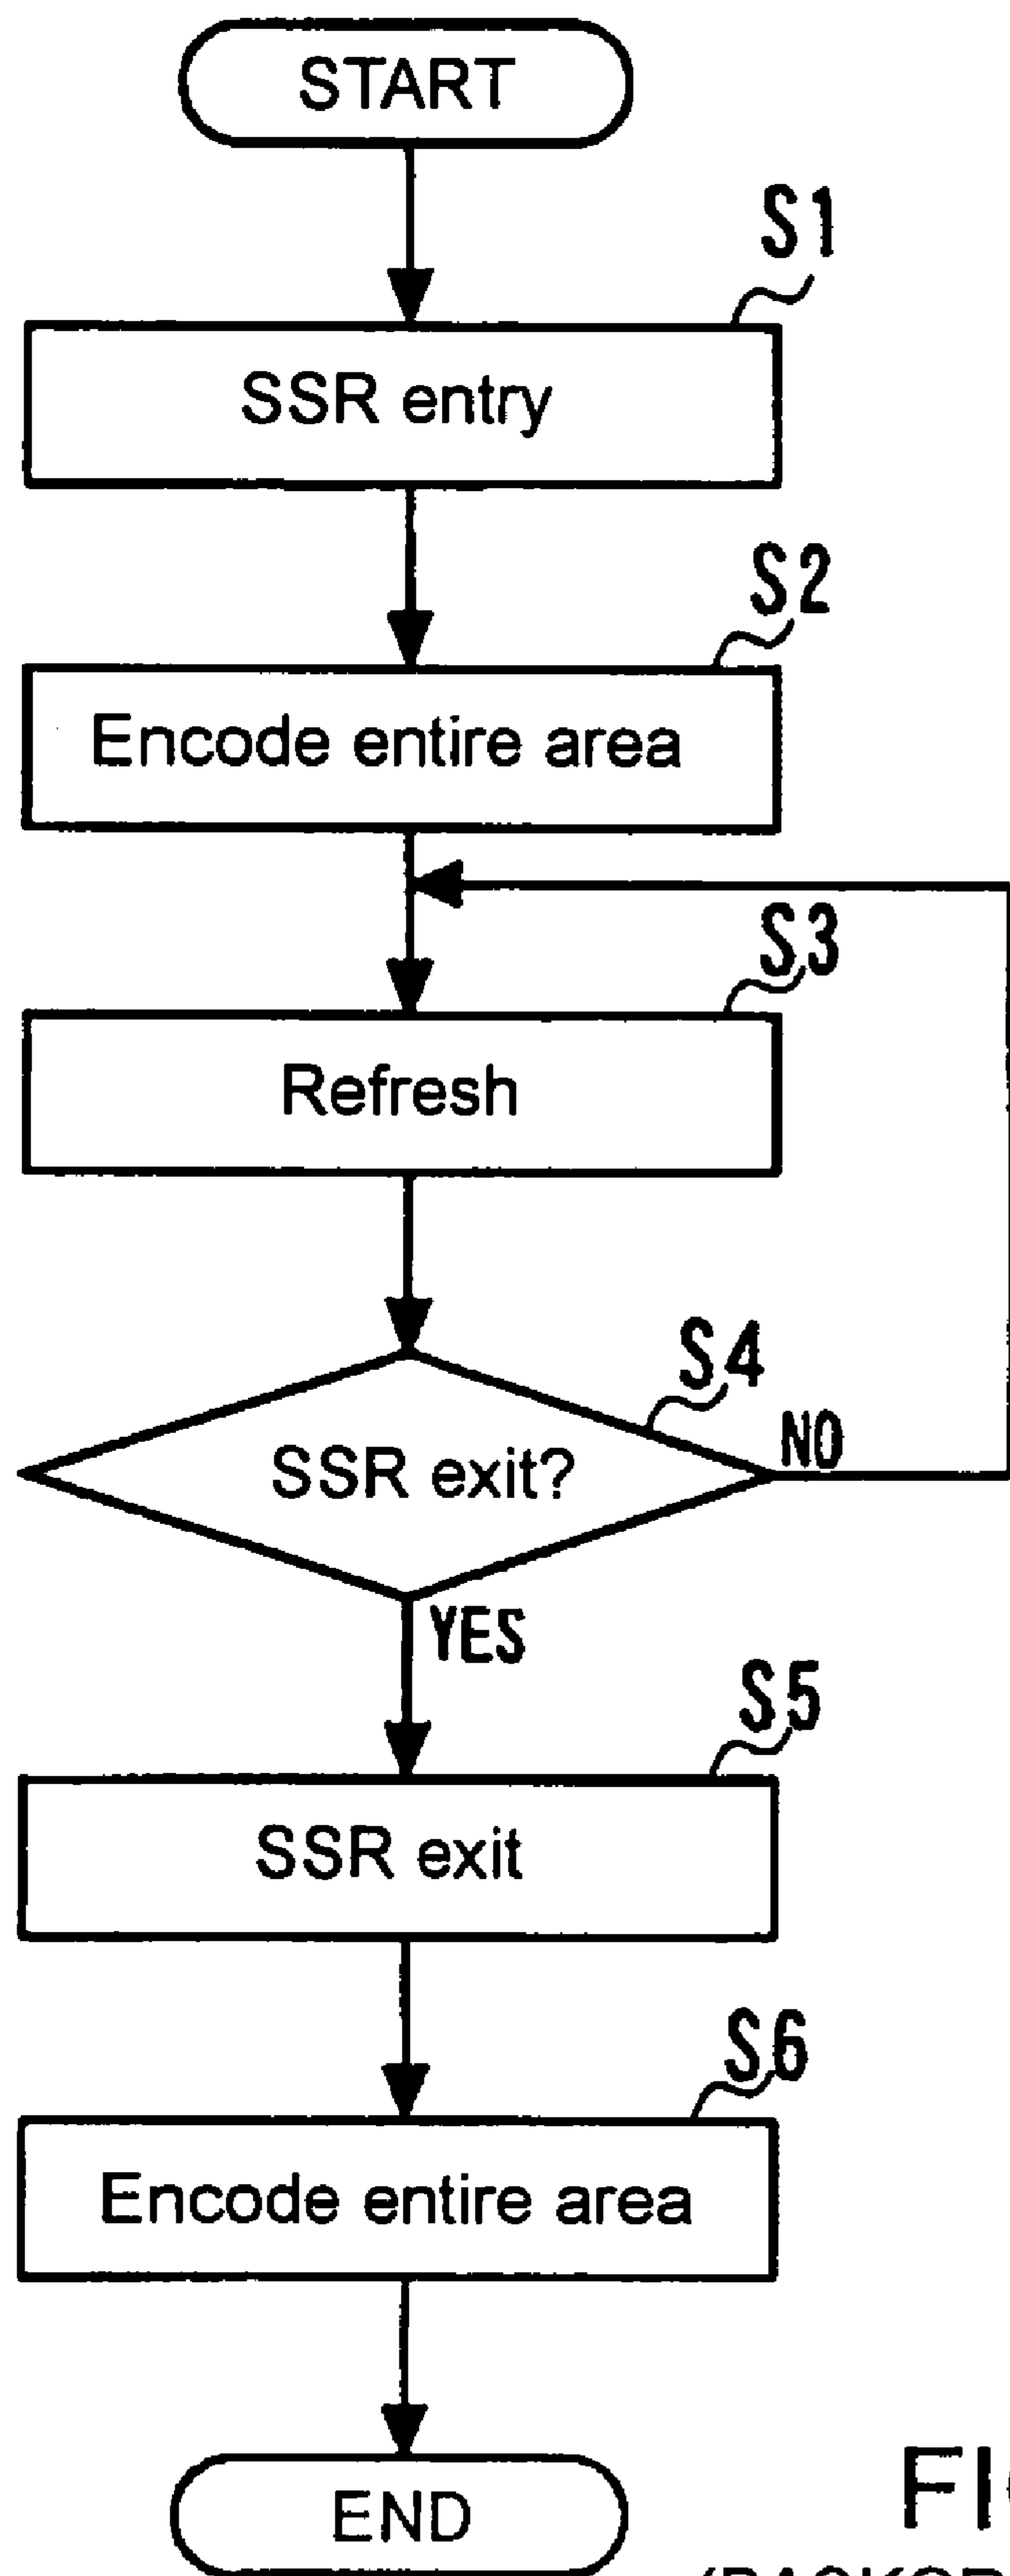 START
S1
SSR entry
S2
Encode entire area
S3
Refresh
S4
SSR exit?
NO
YES
S5
SSR exit
S6
Encode entire area
END